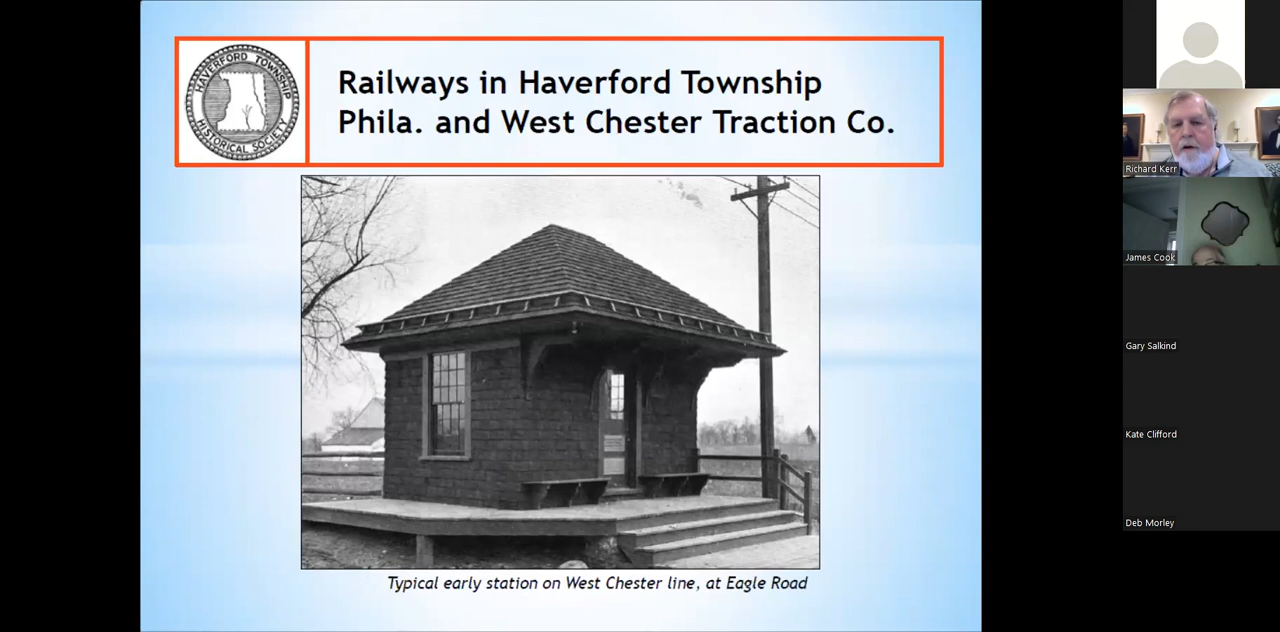 HAVERFORD TOWNSHIP
HISTORICAL SOCIETY
Railways in Haverford Township
Phila. and West Chester Traction Co.
Typical early station on West Chester line, at Eagle Road
Richard Kerr
James Cook
Gary Salkind
Kate Clifford
Deb Morley